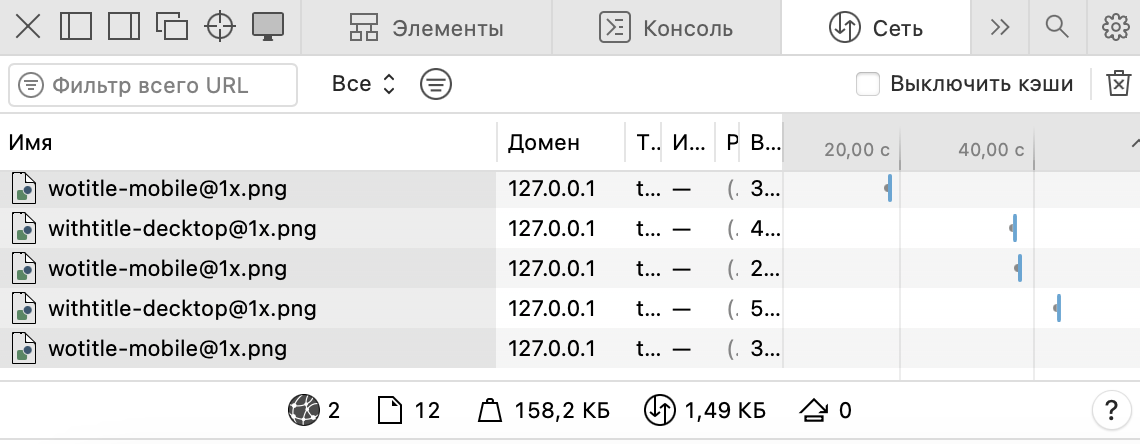 Элементы Консоль Сеть
Фильтр всего URL Все Выключить кэши
Имя Домен Т.. И... Р В... 20,00 с 40,00 с
wotitle-mobile@1x.png 127.0.0.1 t... — (. 3...
withtitle-decktop@1x.png 127.0.0.1 t... — (. 4...
wotitle-mobile@1x.png 127.0.0.1 t... — (. 2...
withtitle-decktop@1x.png 127.0.0.1 t... — (. 5...
wotitle-mobile@1x.png 127.0.0.1 t... — (. 3...
2 12 158,2 КБ 1,49 КБ 0 ?